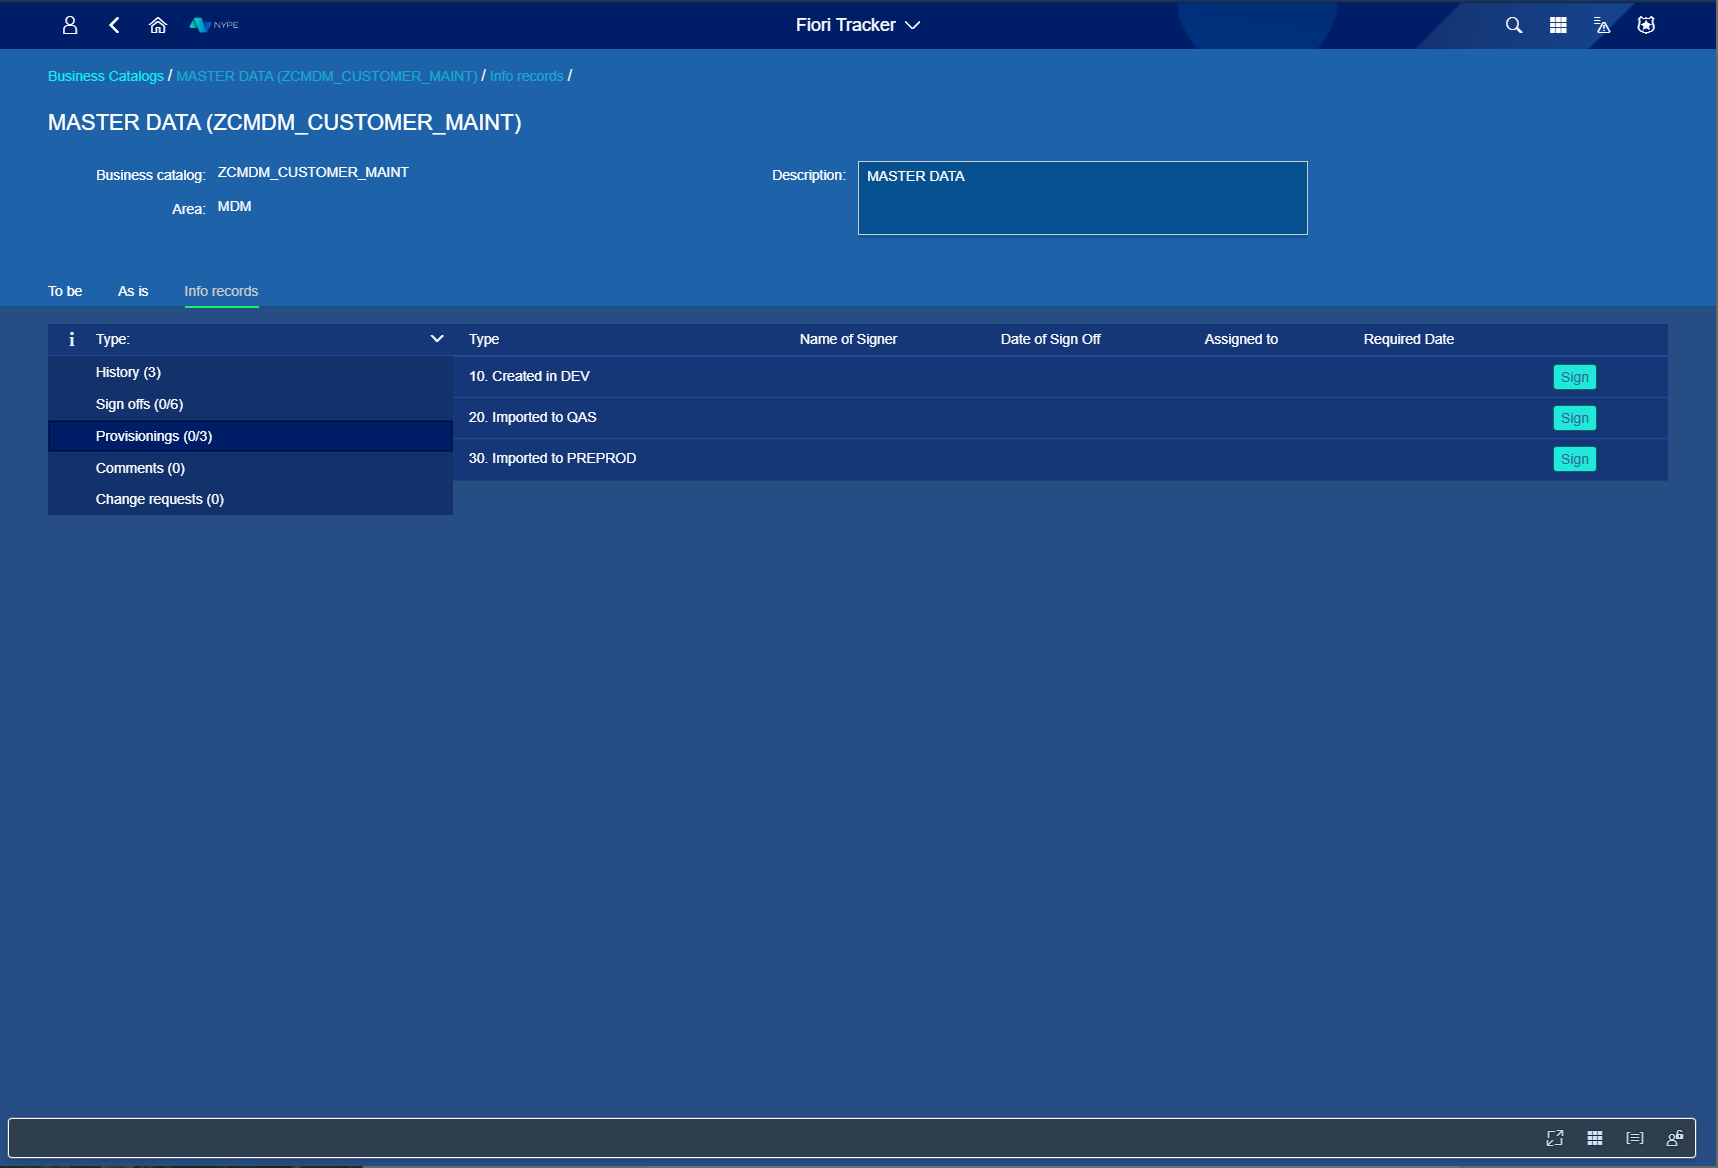 NYPE
Fiori Tracker
Business Catalogs / MASTER DATA (ZCMDM_CUSTOMER_MAINT) / Info records /
MASTER DATA (ZCMDM_CUSTOMER_MAINT)
Business catalog: ZCMDM_CUSTOMER_MAINT
Area: MDM
Description: MASTER DATA
To be As is Info records
Type:
History (3)
Sign offs (0/6)
Provisionings (0/3)
Comments (0)
Change requests (0)
Type Name of Signer Date of Sign Off Assigned to Required Date
10. Created in DEV Sign
20. Imported to QAS Sign
30. Imported to PREPROD Sign